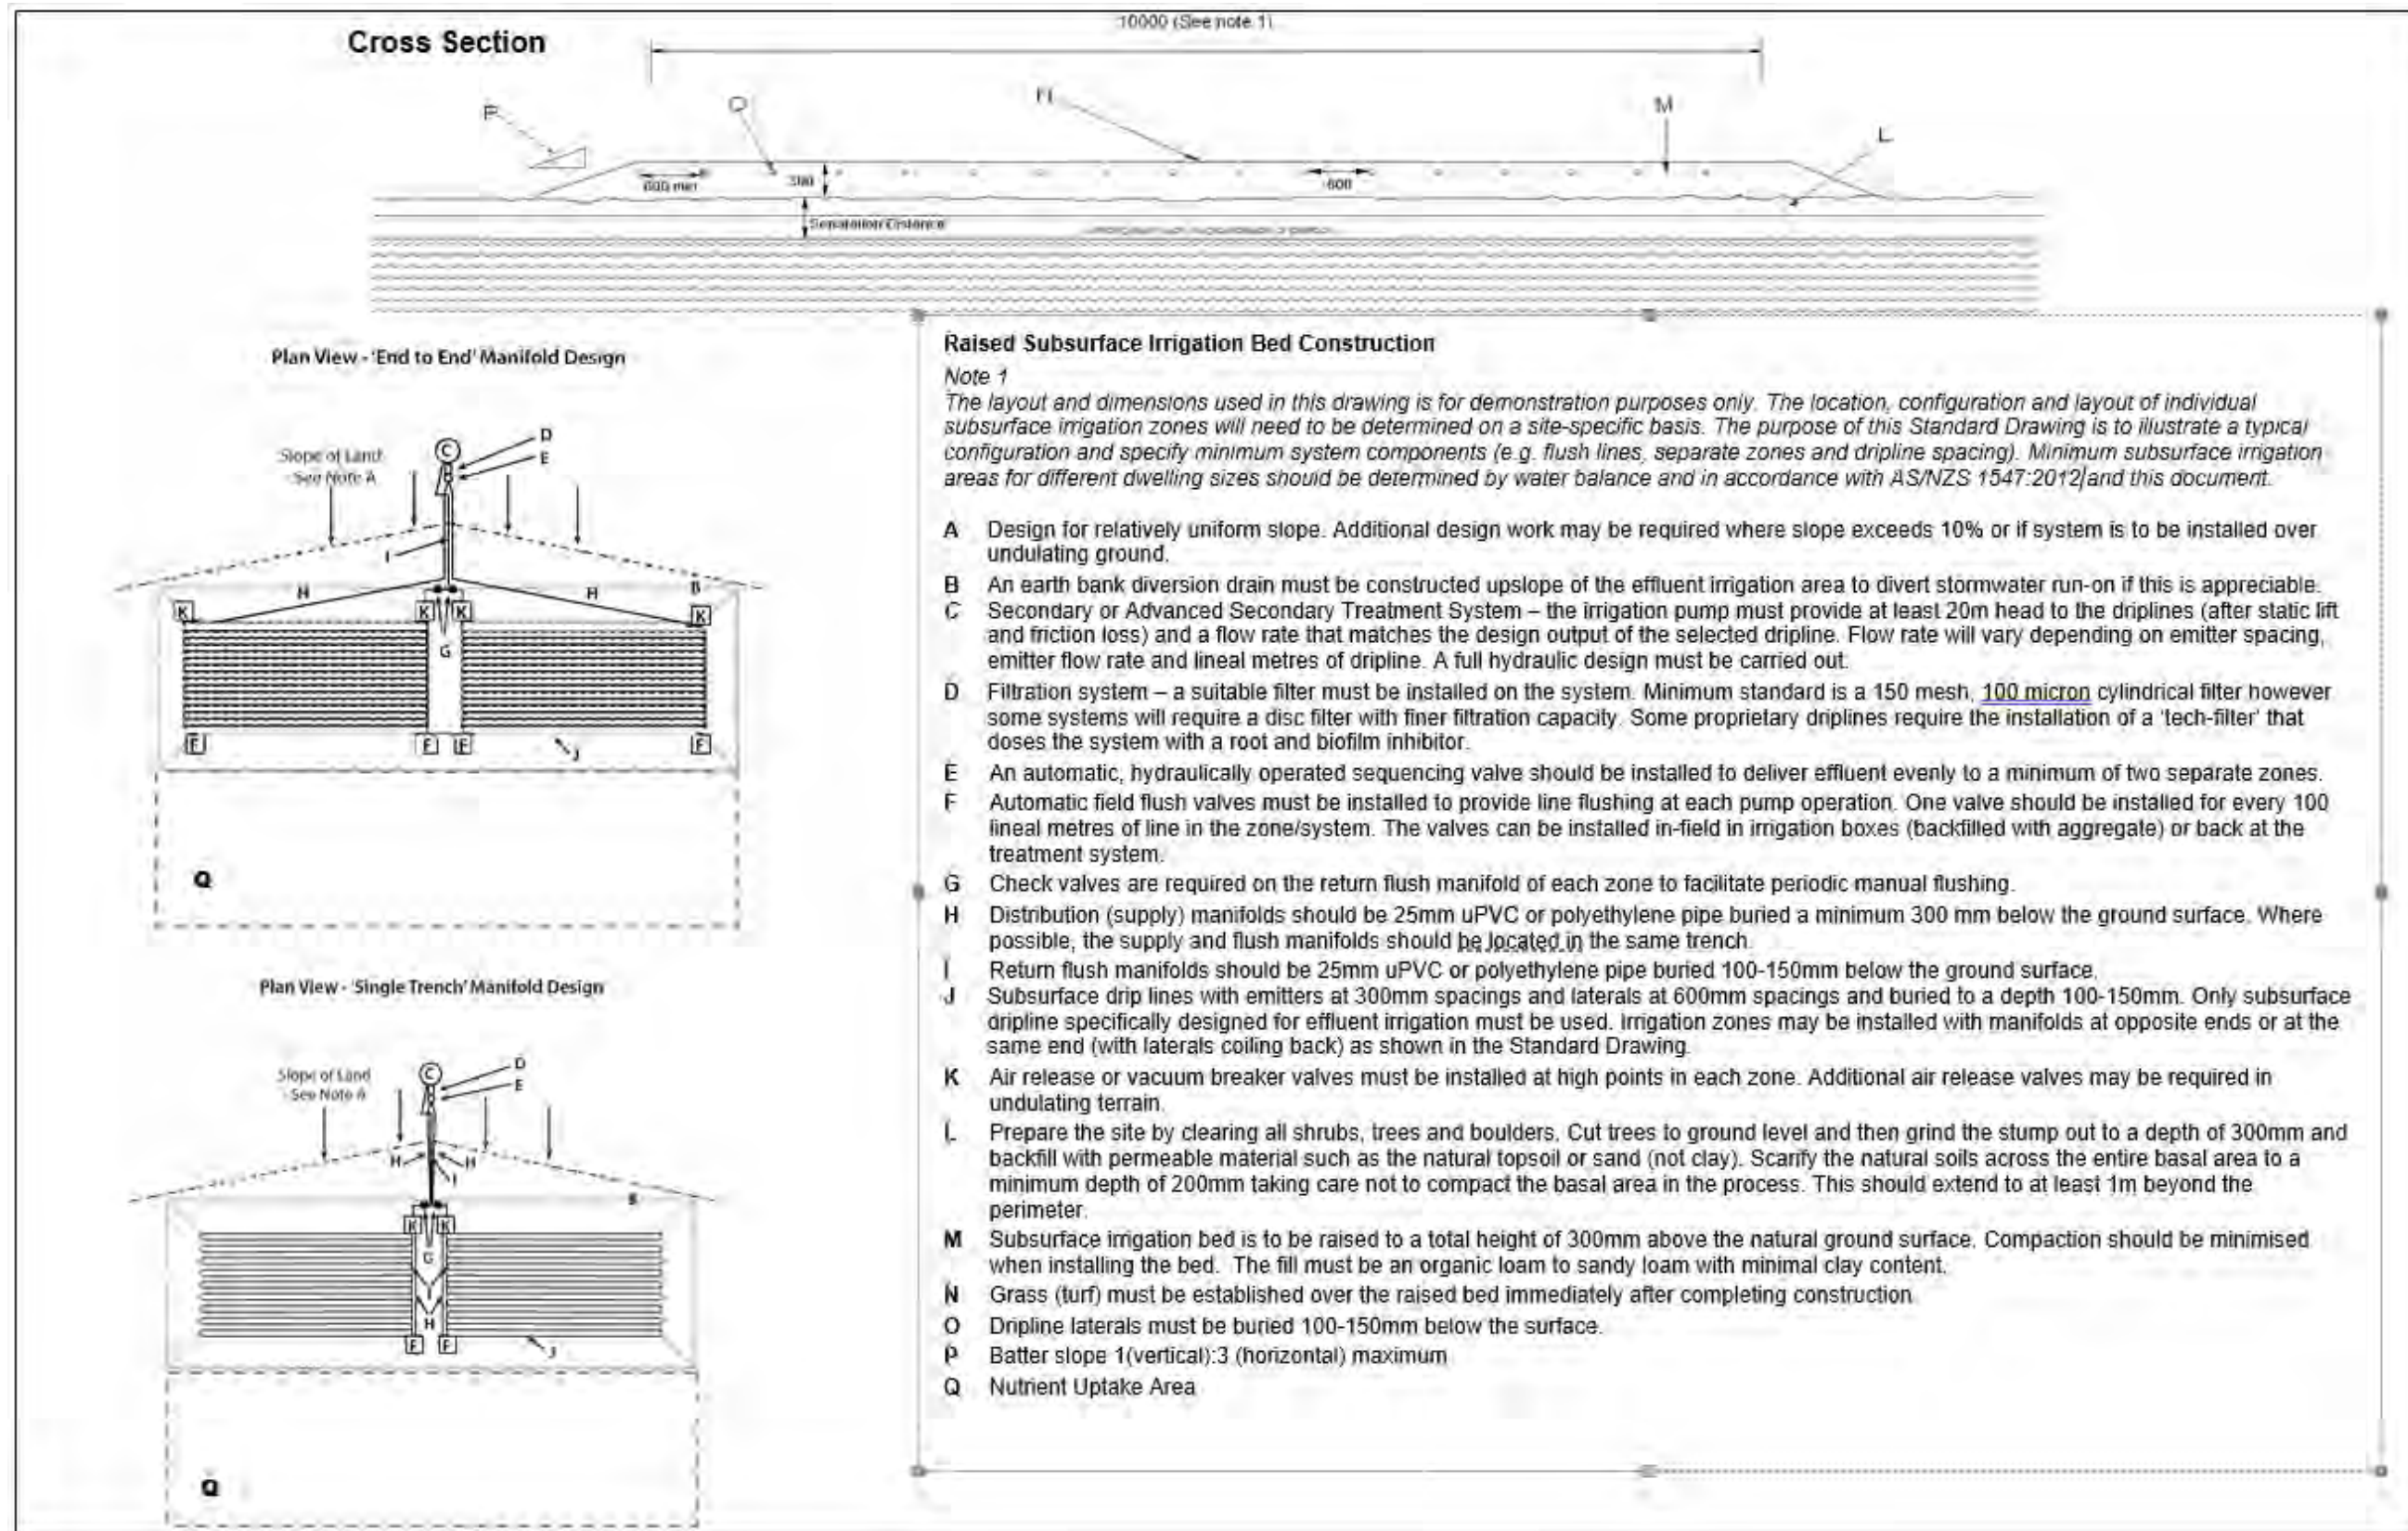 10000 (See note 1)
Cross Section
P
O
M
L
600 min
300
600
Separation Distance
Plan View - 'End to End' Manifold Design
C
D
E
Slope of Land
See Note A
I
H
H
B
K
K
K
K
G
F
F
F
F
J
Q
Plan View - 'Single Trench' Manifold Design
C
D
E
Slope of Land
See Note A
H
H
I
B
K
K
G
I
H
F
F
J
Q
Raised Subsurface Irrigation Bed Construction
Note 1
The layout and dimensions used in this drawing is for demonstration purposes only. The location, configuration and layout of individual
subsurface irrigation zones will need to be determined on a site-specific basis. The purpose of this Standard Drawing is to illustrate a typical
configuration and specify minimum system components (e.g. flush lines, separate zones and dripline spacing). Minimum subsurface irrigation
areas for different dwelling sizes should be determined by water balance and in accordance with AS/NZS 1547:2012 and this document.
A Design for relatively uniform slope. Additional design work may be required where slope exceeds 10% or if system is to be installed over
undulating ground.
B An earth bank diversion drain must be constructed upslope of the effluent irrigation area to divert stormwater run-on if this is appreciable.
C Secondary or Advanced Secondary Treatment System – the irrigation pump must provide at least 20m head to the driplines (after static lift
and friction loss) and a flow rate that matches the design output of the selected dripline. Flow rate will vary depending on emitter spacing,
emitter flow rate and lineal metres of dripline. A full hydraulic design must be carried out.
D Filtration system – a suitable filter must be installed on the system. Minimum standard is a 150 mesh, 100 micron cylindrical filter however
some systems will require a disc filter with finer filtration capacity. Some proprietary driplines require the installation of a 'tech-filter' that
doses the system with a root and biofilm inhibitor.
E An automatic, hydraulically operated sequencing valve should be installed to deliver effluent evenly to a minimum of two separate zones.
F Automatic field flush valves must be installed to provide line flushing at each pump operation. One valve should be installed for every 100
lineal metres of line in the zone/system. The valves can be installed in-field in irrigation boxes (backfilled with aggregate) or back at the
treatment system.
G Check valves are required on the return flush manifold of each zone to facilitate periodic manual flushing.
H Distribution (supply) manifolds should be 25mm uPVC or polyethylene pipe buried a minimum 300 mm below the ground surface. Where
possible, the supply and flush manifolds should be located in the same trench.
I Return flush manifolds should be 25mm uPVC or polyethylene pipe buried 100-150mm below the ground surface.
J Subsurface drip lines with emitters at 300mm spacings and laterals at 600mm spacings and buried to a depth 100-150mm. Only subsurface
dripline specifically designed for effluent irrigation must be used. Irrigation zones may be installed with manifolds at opposite ends or at the
same end (with laterals coiling back) as shown in the Standard Drawing.
K Air release or vacuum breaker valves must be installed at high points in each zone. Additional air release valves may be required in
undulating terrain.
L Prepare the site by clearing all shrubs, trees and boulders. Cut trees to ground level and then grind the stump out to a depth of 300mm and
backfill with permeable material such as the natural topsoil or sand (not clay). Scarify the natural soils across the entire basal area to a
minimum depth of 200mm taking care not to compact the basal area in the process. This should extend to at least 1m beyond the
perimeter.
M Subsurface irrigation bed is to be raised to a total height of 300mm above the natural ground surface. Compaction should be minimised
when installing the bed. The fill must be an organic loam to sandy loam with minimal clay content.
N Grass (turf) must be established over the raised bed immediately after completing construction
O Dripline laterals must be buried 100-150mm below the surface.
P Batter slope 1(vertical):3 (horizontal) maximum
Q Nutrient Uptake Area